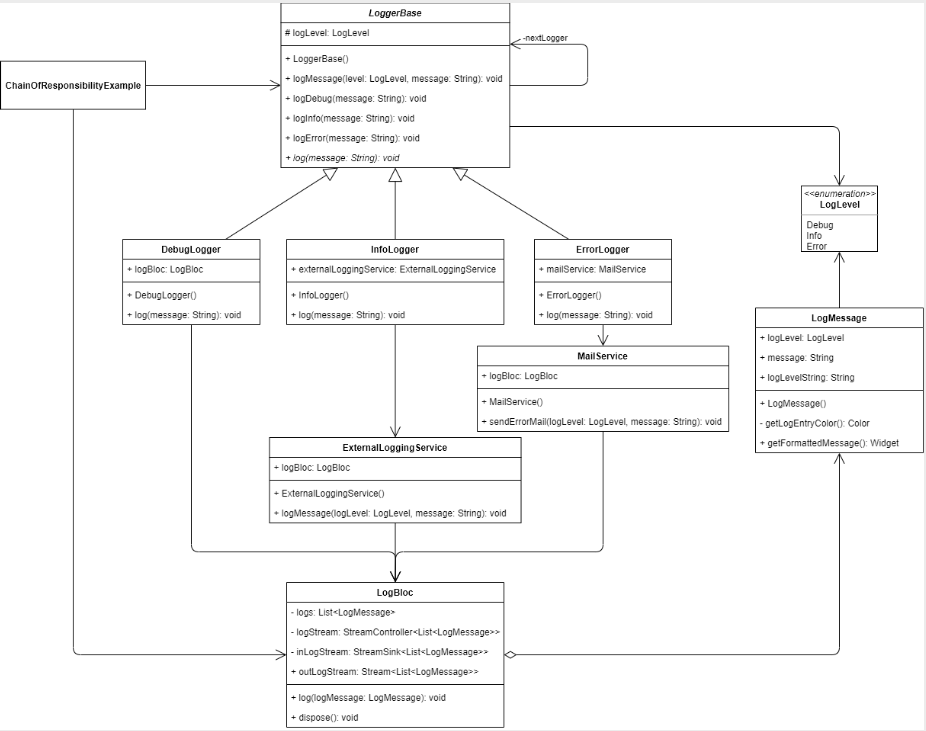 LoggerBase
# logLevel: LogLevel
+ LoggerBase()
+ logMessage(level: LogLevel, message: String): void
+ logDebug(message: String): void
+ logInfo(message: String): void
+ logError(message: String): void
+ log(message: String): void
-nextLogger
ChainOfResponsibilityExample
<<enumeration>>
LogLevel
Debug
Info
Error
DebugLogger
+ logBloc: LogBloc
+ DebugLogger()
+ log(message: String): void
InfoLogger
+ externalLoggingService: ExternalLoggingService
+ InfoLogger()
+ log(message: String): void
ErrorLogger
+ mailService: MailService
+ ErrorLogger()
+ log(message: String): void
LogMessage
+ logLevel: LogLevel
+ message: String
+ logLevelString: String
+ LogMessage()
- getLogEntryColor(): Color
+ getFormattedMessage(): Widget
MailService
+ logBloc: LogBloc
+ MailService()
+ sendErrorMail(logLevel: LogLevel, message: String): void
ExternalLoggingService
+ logBloc: LogBloc
+ ExternalLoggingService()
+ logMessage(logLevel: LogLevel, message: String): void
LogBloc
- logs: List<LogMessage>
- logStream: StreamController<List<LogMessage>>
- inLogStream: StreamSink<List<LogMessage>>
+ outLogStream: Stream<List<LogMessage>>
+ log(logMessage: LogMessage): void
+ dispose(): void